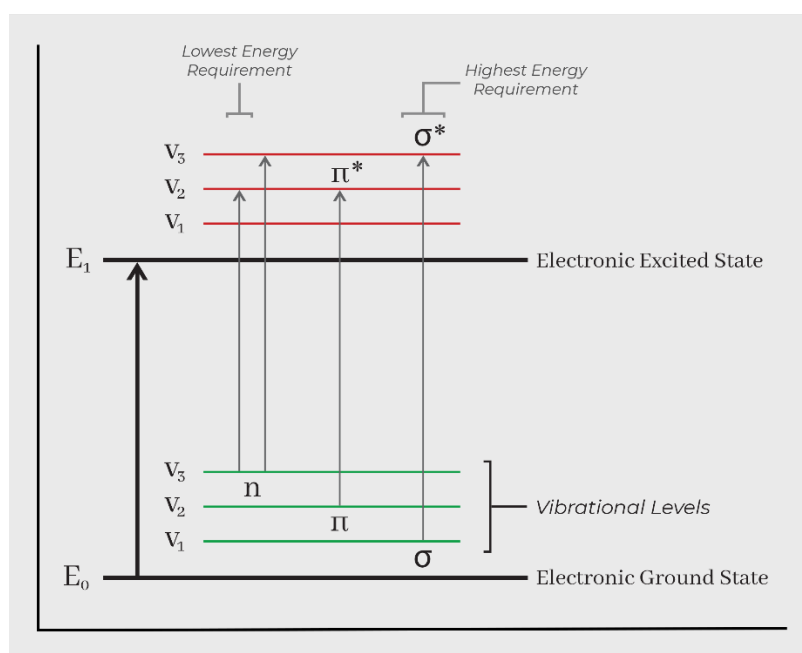 Lowest Energy
Requirement
Highest Energy
Requirement
σ*
V₃
π*
V₂
V₁
E₁
Electronic Excited State
V₃
n
V₂
Vibrational Levels
π
V₁
σ
E₀
Electronic Ground State